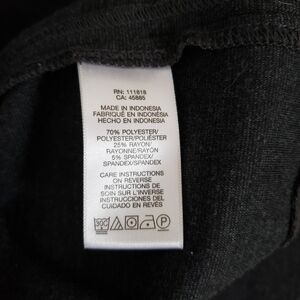 RN: 111818
CA: 45885
MADE IN INDONESIA
FABRIQUÉ EN INDONÉSIE
HECHO EN INDONESIA
70% POLYESTER/
POLYESTER/POLIÉSTER
25% RAYON/
RAYONNE/RAYÓN
5% SPANDEX/
SPANDEX/SPANDEX
CARE INSTRUCTIONS
ON REVERSE
INSTRUCTIONS DE
SOIN SUR L'INVERSE
INSTRUCCIONES DEL
CUIDADO EN REVÉS
30C